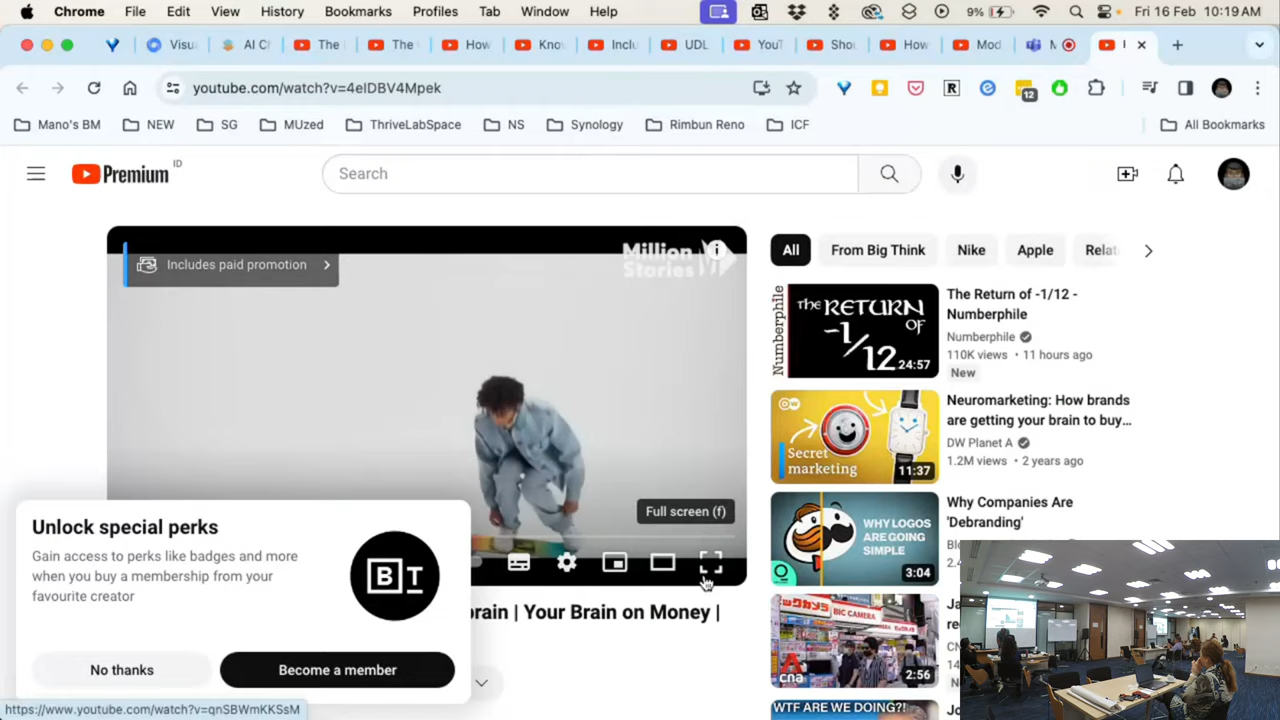 Chrome File Edit View History Bookmarks Profiles Tab Window Help 9% Fri 16 Feb 10:19 AM
Visu AI C The The How Kno Inclu UDL YouT Sho How Mod
youtube.com/watch?v=4eIDBV4Mpek
12
Mano's BM NEW SG MUzed ThriveLabSpace NS Synology Rimbun Reno ICF All Bookmarks
Premium ID
Search
Includes paid promotion
Million
Stories
Full screen (f)
Unlock special perks
Gain access to perks like badges and more
when you buy a membership from your
favourite creator
B T
No thanks
Become a member
brain | Your Brain on Money |
https://www.youtube.com/watch?v=qnSBWmKKSsM
All From Big Think Nike Apple Relat
Numberphile
THE RETURN
OF
-1/12
24:57
The Return of -1/12 -
Numberphile
Numberphile
110K views • 11 hours ago
New
DW
Secret
marketing
11:37
Neuromarketing: How brands
are getting your brain to buy…
DW Planet A
1.2M views • 2 years ago
WHY LOGOS
ARE GOING
SIMPLE
3:04
Why Companies Are
'Debranding'
BIC CAMERA
cna
2:56
WTF ARE WE DOING?!